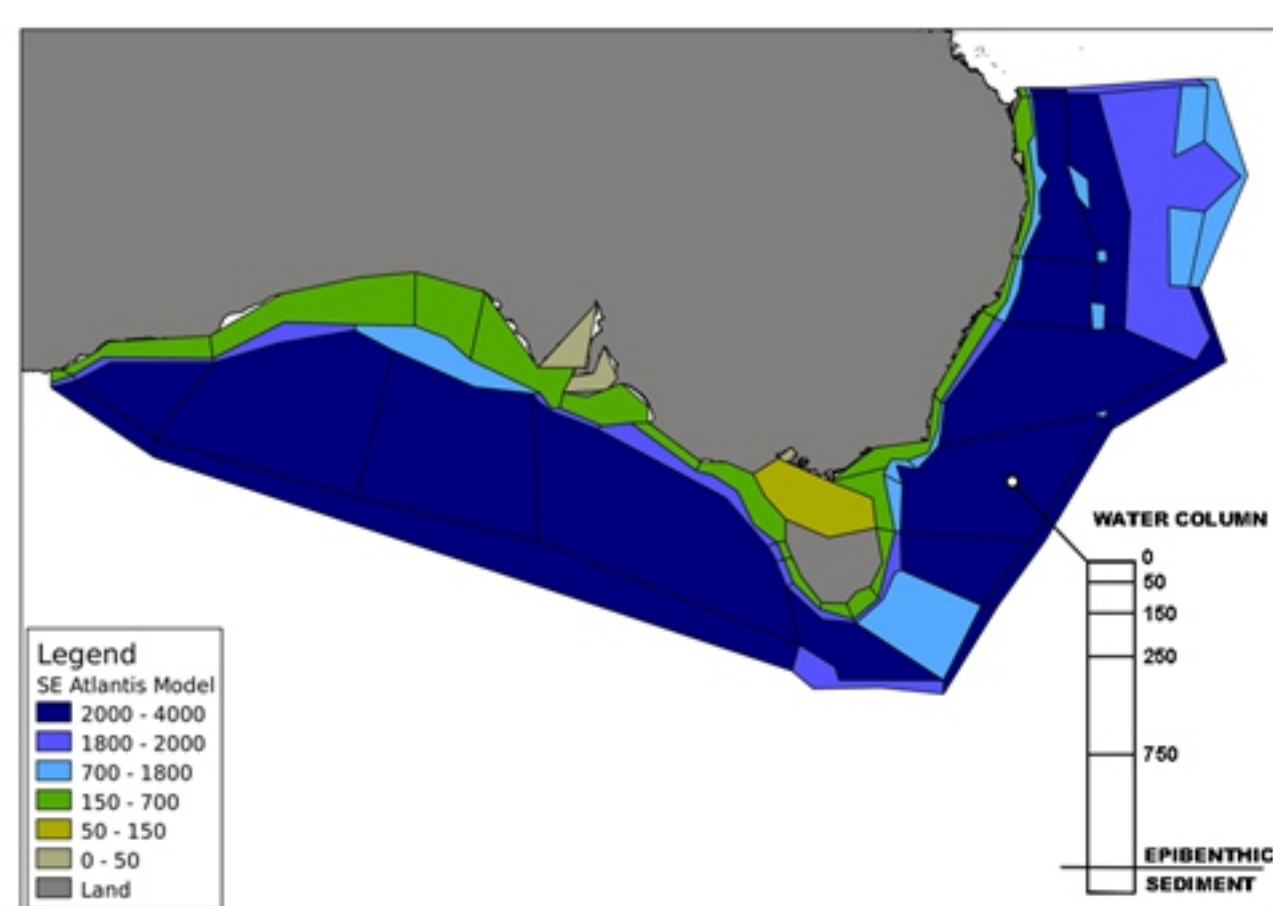 WATER COLUMN
0
50
150
250
750
EPIBENTHIC
SEDIMENT
Legend
SE Atlantis Model
2000 - 4000
1800 - 2000
700 - 1800
150 - 700
50 - 150
0 - 50
Land